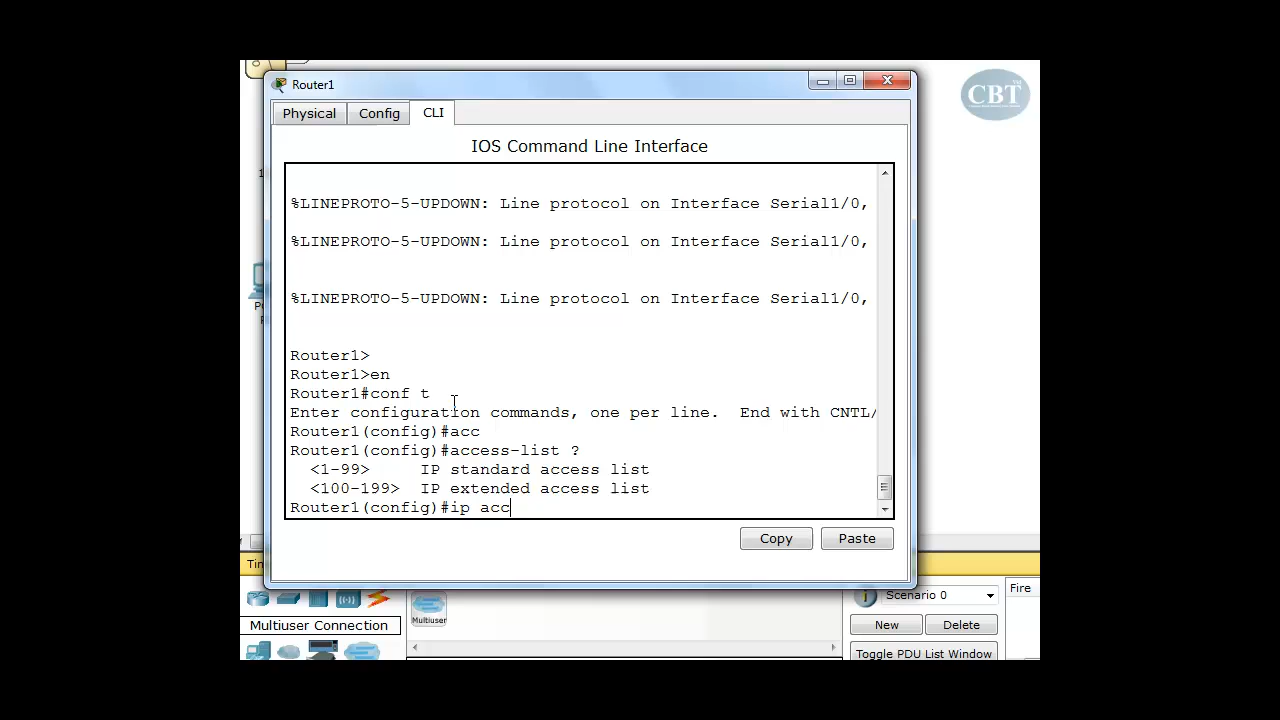 CBT
Router1
Physical Config CLI
IOS Command Line Interface
%LINEPROTO-5-UPDOWN: Line protocol on Interface Serial1/0,
%LINEPROTO-5-UPDOWN: Line protocol on Interface Serial1/0,
%LINEPROTO-5-UPDOWN: Line protocol on Interface Serial1/0,
Router1>
Router1>en
Router1#conf t
Enter configuration commands, one per line.  End with CNTL/
Router1(config)#acc
Router1(config)#access-list ?
<1-99> IP standard access list
<100-199> IP extended access list
Router1(config)#ip acc
Copy Paste
Scenario 0
Fire
Multiuser
Multiuser Connection
New Delete
Toggle PDU List Window